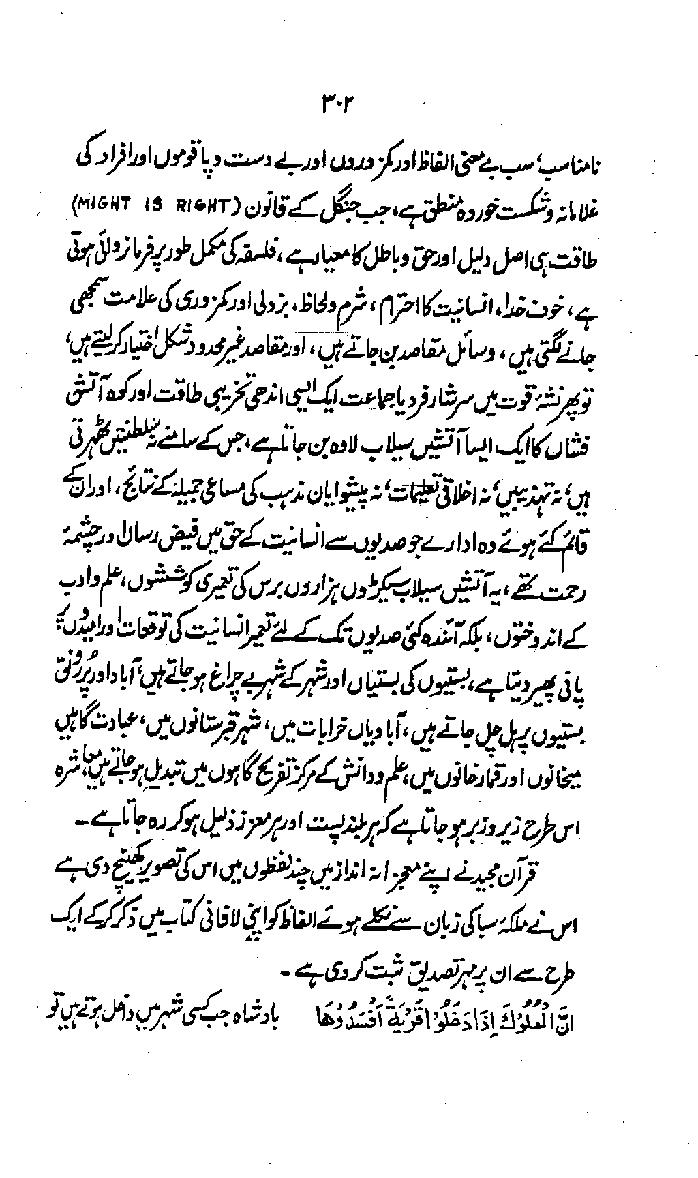 ۳۰۲
نامناسب، سب بے معنی الفاظ اور کمزوروں اور بے دست و پا قوموں اور افراد کی
غلامانہ و شکست خوردہ منطق ہے، جب جنگل کے قانون (MIGHT IS RIGHT)
طاقت ہی اصل دلیل اور حق و باطل کا معیار ہے، فلسفہ کی مکمل طور پر فرمانروائی ہوتی
ہے، خوف خدا، انسانیت کا احترام، شرم و لحاظ، بزدلی اور کمزوری کی علامت سمجھی
جانے لگتی ہیں، وسائل مقاصد بن جاتے ہیں، اور مقاصد غیر محدود شکل اختیار کر لیتے ہیں،
تو پھر نشۂ قوت میں سرشار فرد یا جماعت ایک ایسی اندھی تخریبی طاقت اور کوہ آتش
فشاں کا ایک ایسا آتشیں سیلاب لاوہ بن جاتا ہے، جس کے سامنے نہ سلطنتیں ٹھہرتی
ہیں، نہ تہذیبیں، نہ اخلاقی تعلیمات، نہ پیشوایان مذہب کی مساعی جمیلہ کے نتائج، اور ان کے
قائم کئے ہوئے وہ ادارے جو صدیوں سے انسانیت کے حق میں فیض رساں اور چشمۂ
رحمت تھے، یہ آتشیں سیلاب سیکڑوں ہزاروں برس کی تعمیری کوششوں، علم و ادب
کے اندوختوں، بلکہ آئندہ کئی صدیوں تک کے لئے تعمیر انسانیت کی توقعات اور امیدوں پر
پانی پھیر دیتا ہے، بستیوں کی بستیاں اور شہر کے شہر بے چراغ ہو جاتے ہیں، آباد اور پُر رونق
بستیوں پر ہل چل جاتے ہیں، آبادیاں خرابات میں، شہر قبرستانوں میں، عبادت گاہیں
میخانوں اور قمار خانوں میں، علم و دانش کے مرکز تفریح گاہوں میں تبدیل ہو جاتے ہیں، معاشرہ
اس طرح زیر و زبر ہو جاتا ہے کہ ہر بلند پست اور ہر معزز ذلیل ہو کر رہ جاتا ہے۔
قرآن مجید نے اپنے معجزانہ انداز میں چند لفظوں میں اس کی تصویر کھینچ دی ہے
اس نے ملکۂ سبا کی زبان سے نکلے ہوئے الفاظ کو اپنی لافانی کتاب میں ذکر کر کے ایک
طرح سے ان پر مہر تصدیق ثبت کر دی ہے۔
اِنَّ الْمُلُوْكَ اِذَا دَخَلُوْا قَرْيَةً اَفْسَدُوْهَا بادشاہ جب کسی شہر میں داخل ہوتے ہیں تو